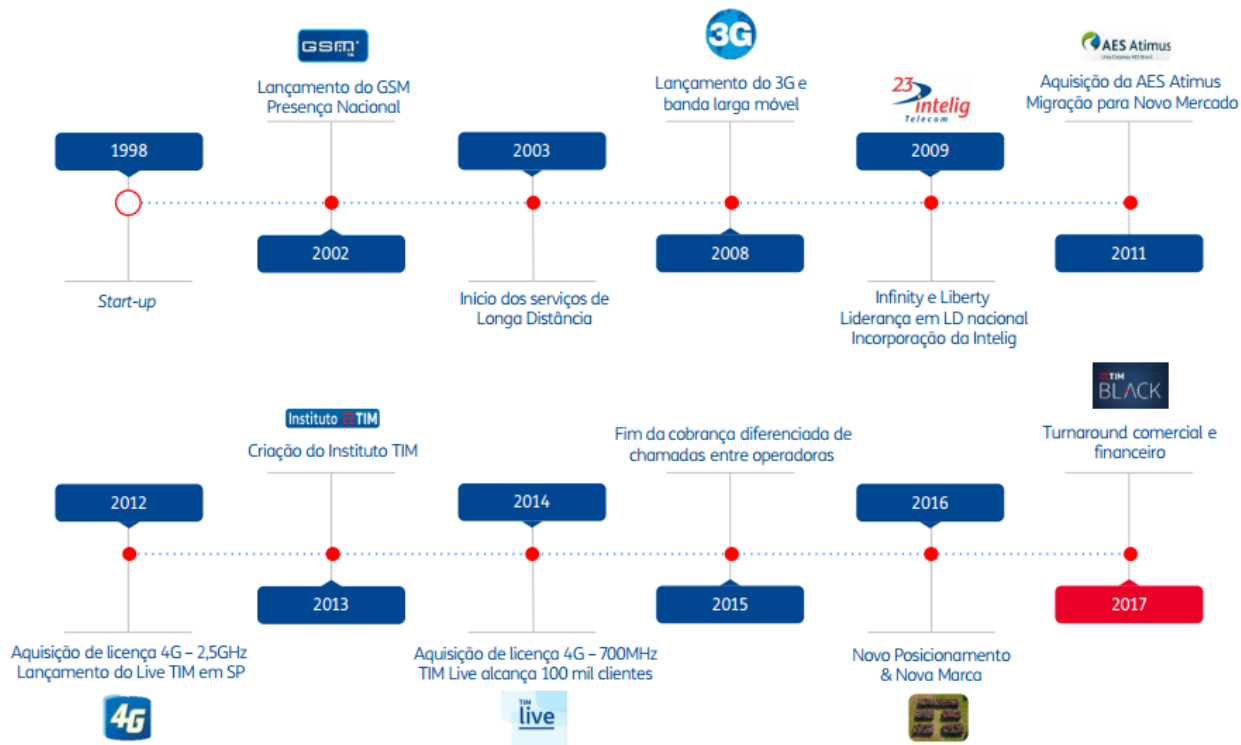 GSM
TM
Lançamento do GSM
Presença Nacional
3G
Lançamento do 3G e
banda larga móvel
23
intelig
Telecom
AES Atimus
Uma Empresa AES Brasil
Aquisição da AES Atimus
Migração para Novo Mercado
1998
2003
2009
2002
2008
2011
Start-up
Início dos serviços de
Longa Distância
Infinity e Liberty
Liderança em LD nacional
Incorporação da Intelig
Instituto TIM
Criação do Instituto TIM
Fim da cobrança diferenciada de
chamadas entre operadoras
TIM
BLACK
Turnaround comercial e
financeiro
2012
2014
2016
2013
2015
2017
Aquisição de licença 4G – 2,5GHz
Lançamento do Live TIM em SP
4G
Aquisição de licença 4G – 700MHz
TIM Live alcança 100 mil clientes
TIM
live
Novo Posicionamento
& Nova Marca